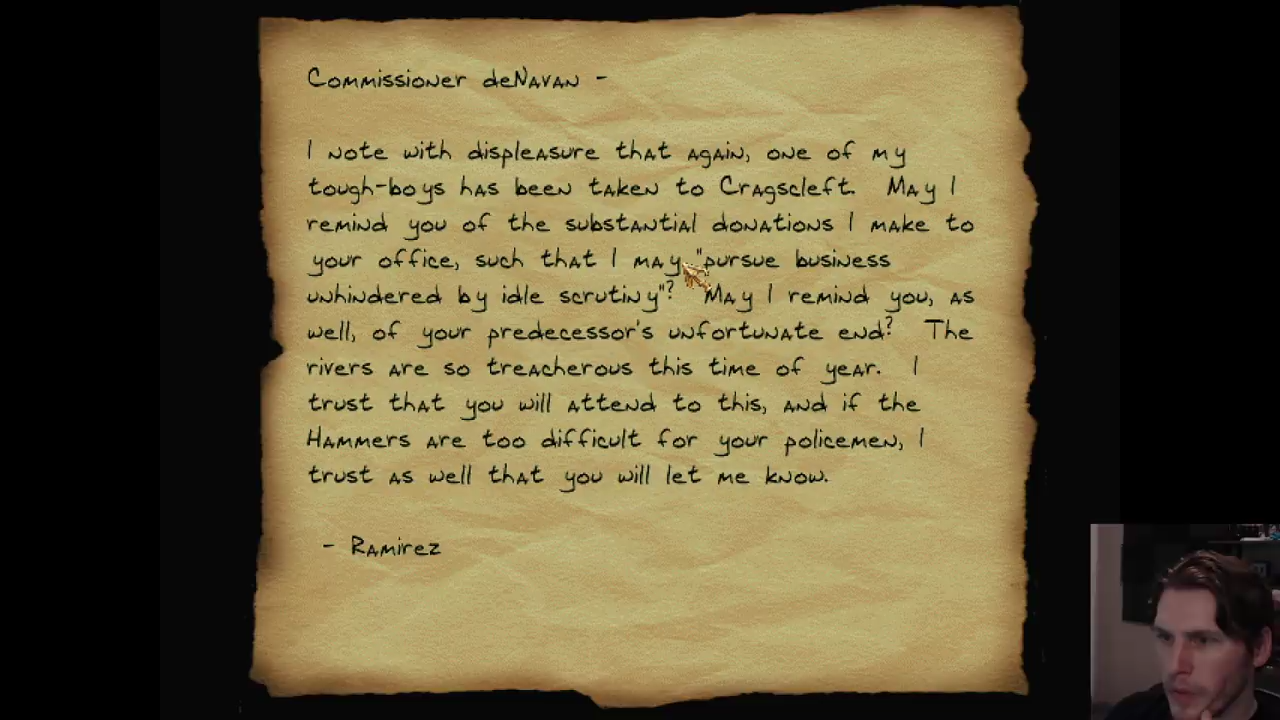 Commissioner deNavan -
I note with displeasure that again, one of my
tough-boys has been taken to Cragscleft. May I
remind you of the substantial donations I make to
your office, such that I may "pursue business
unhindered by idle scrutiny"? May I remind you, as
well, of your predecessor's unfortunate end? The
rivers are so treacherous this time of year. I
trust that you will attend to this, and if the
Hammers are too difficult for your policemen, I
trust as well that you will let me know.
- Ramirez